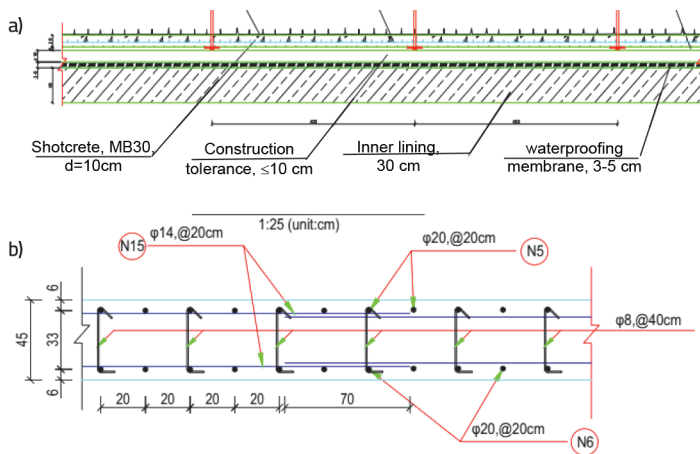 a)
Shotcrete, MB30,
d=10cm
Construction
tolerance, ≤10 cm
Inner lining,
30 cm
waterproofing
membrane, 3-5 cm
b)
1:25 (unit:cm)
N15
φ14,@20cm
φ20,@20cm
N5
6
45
33
6
φ8,@40cm
20
20
20
20
70
φ20,@20cm
N6